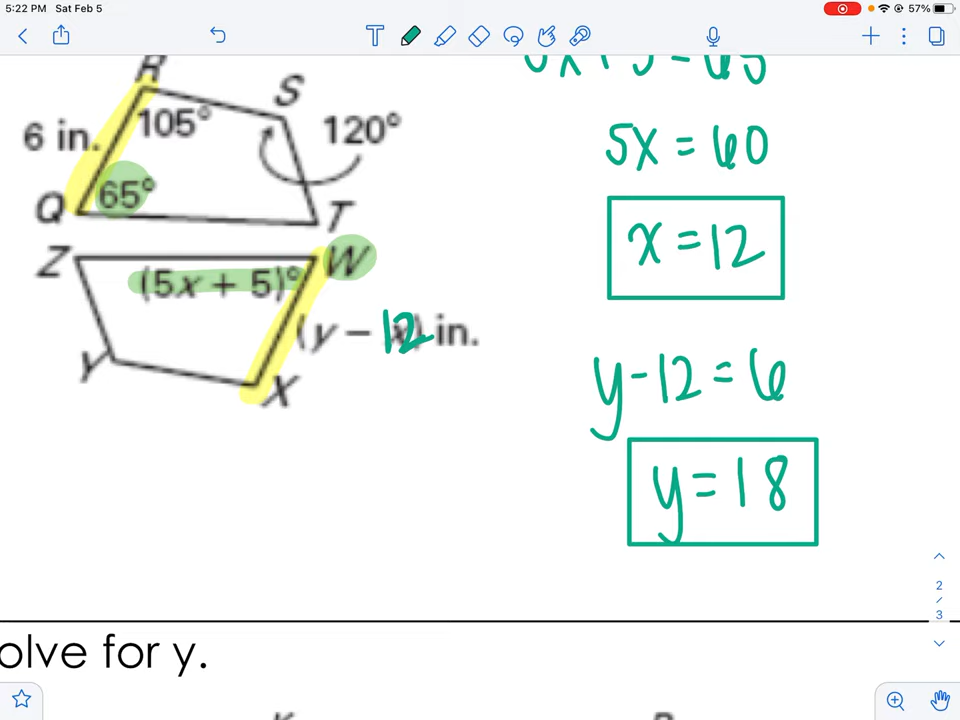 5:22 PM Sat Feb 5
57%
T
R
S
105°
120°
6 in.
65°
Q
T
Z
W
(5x + 5)°
(y – 12 in.
Y
X
5x = 60
x = 12
y - 12 = 6
y = 18
2
/
3
olve for y.